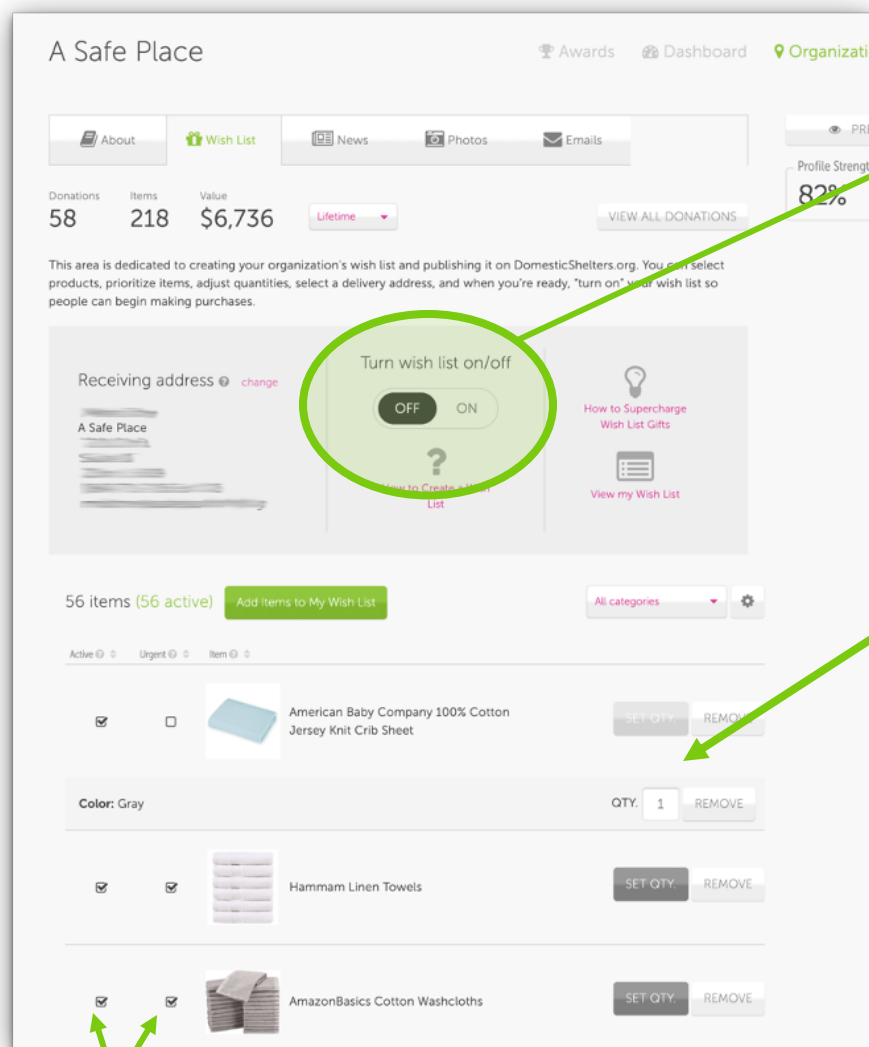 A Safe Place
Awards Dashboard Organizati
About Wish List News Photos Emails
PRE
Profile Strengt
82%
Donations Items Value
58 218 $6,736 Lifetime VIEW ALL DONATIONS
This area is dedicated to creating your organization's wish list and publishing it on DomesticShelters.org. You can select
products, prioritize items, adjust quantities, select a delivery address, and when you're ready, "turn on" your wish list so
people can begin making purchases.
Receiving address change
A Safe Place
Turn wish list on/off
OFF ON
How to Create a Wish
List
How to Supercharge
Wish List Gifts
View my Wish List
56 items (56 active) Add Items to My Wish List All categories
Active Urgent Item
American Baby Company 100% Cotton
Jersey Knit Crib Sheet
SET QTY. REMOVE
Color: Gray QTY. 1 REMOVE
Hammam Linen Towels SET QTY. REMOVE
AmazonBasics Cotton Washcloths SET QTY. REMOVE